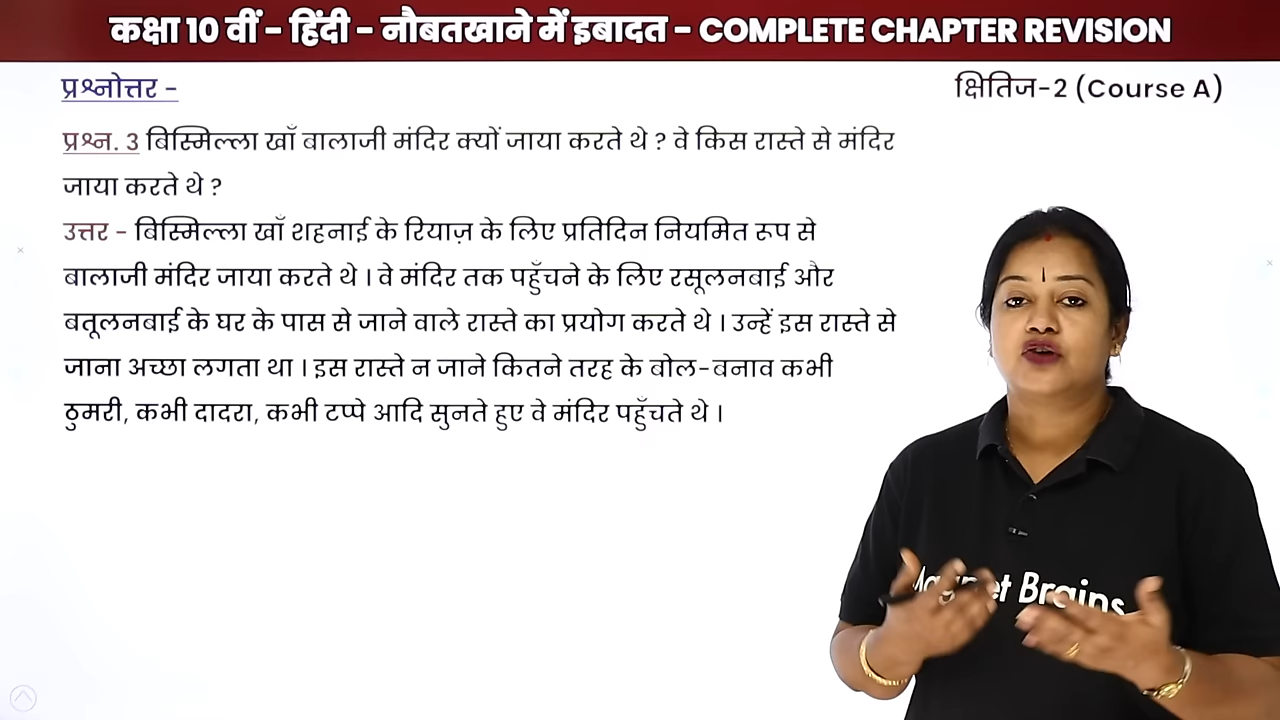 कक्षा 10 वीं - हिंदी - नौबतखाने में इबादत - COMPLETE CHAPTER REVISION
प्रश्नोत्तर -
क्षितिज-2 (Course A)
प्रश्न. 3 बिस्मिल्ला खाँ बालाजी मंदिर क्यों जाया करते थे ? वे किस रास्ते से मंदिर
जाया करते थे ?
उत्तर - बिस्मिल्ला खाँ शहनाई के रियाज़ के लिए प्रतिदिन नियमित रूप से
बालाजी मंदिर जाया करते थे । वे मंदिर तक पहुँचने के लिए रसूलनबाई और
बतूलनबाई के घर के पास से जाने वाले रास्ते का प्रयोग करते थे । उन्हें इस रास्ते से
जाना अच्छा लगता था । इस रास्ते न जाने कितने तरह के बोल-बनाव कभी
ठुमरी, कभी दादरा, कभी टप्पे आदि सुनते हुए वे मंदिर पहुँचते थे ।
Magnet Brains